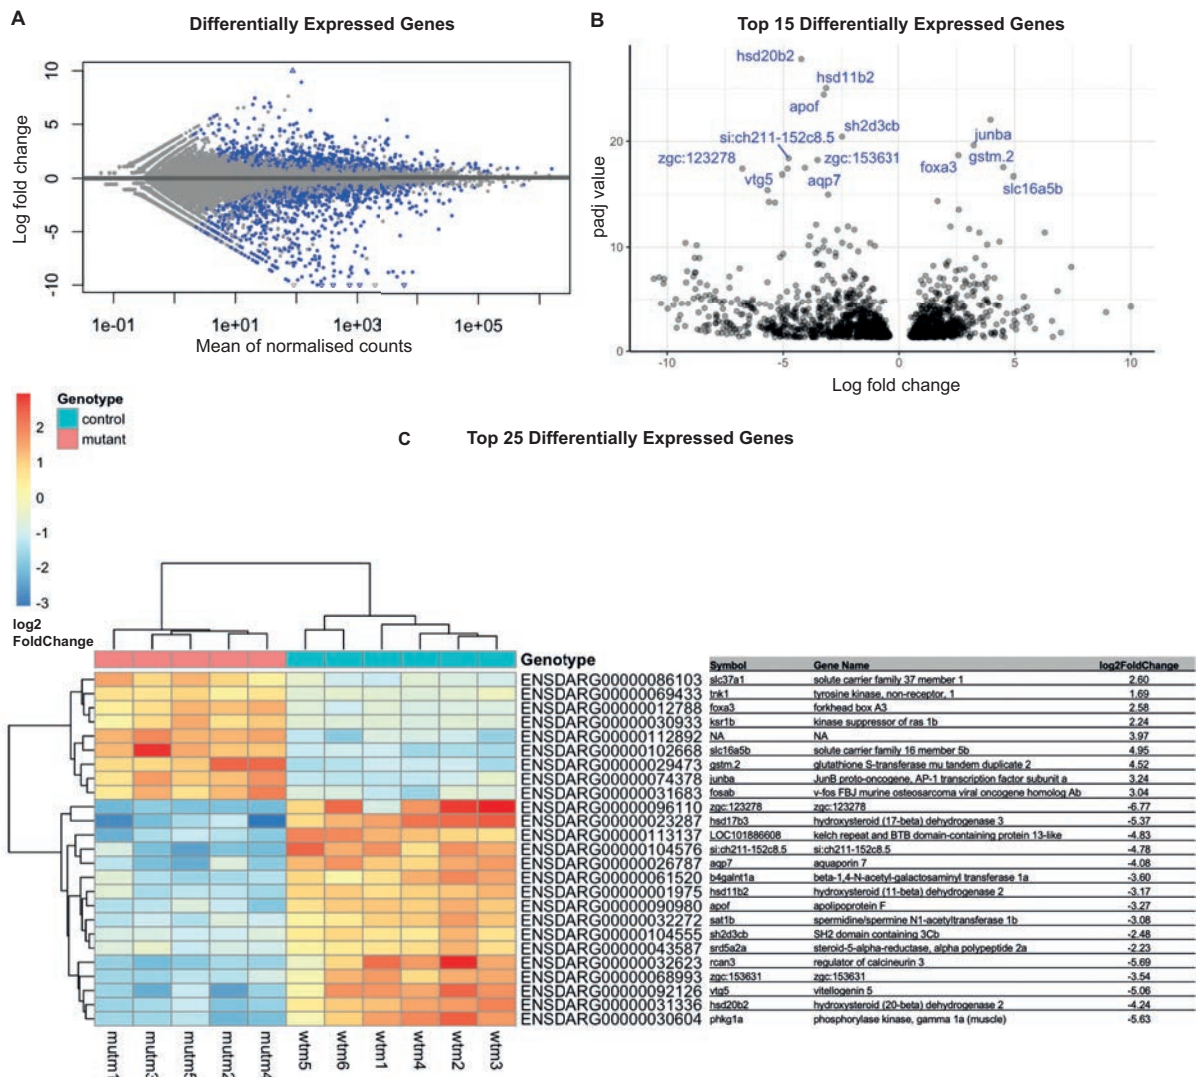 A
Differentially Expressed Genes
Log fold change
10
5
0
-5
-10
1e-01
1e+01
1e+03
1e+05
Mean of normalised counts
B
Top 15 Differentially Expressed Genes
padj value
20
10
0
hsd20b2
hsd11b2
apof
sh2d3cb
si:ch211-152c8.5
zgc:123278
zgc:153631
vtg5
aqp7
junba
foxa3
gstm.2
slc16a5b
-10
-5
0
5
10
Log fold change
C
Top 25 Differentially Expressed Genes
2
1
0
-1
-2
-3
log2
FoldChange
Genotype
control
mutant
Genotype
Symbol Gene Name log2FoldChange
ENSDARG00000086103 slc37a1 solute carrier family 37 member 1 2.60
ENSDARG00000069433 tnk1 tyrosine kinase, non-receptor, 1 1.69
ENSDARG00000012788 foxa3 forkhead box A3 2.58
ENSDARG00000030933 ksr1b kinase suppressor of ras 1b 2.24
ENSDARG00000112892 NA NA 3.97
ENSDARG00000102668 slc16a5b solute carrier family 16 member 5b 4.95
ENSDARG00000029473 gstm.2 glutathione S-transferase mu tandem duplicate 2 4.52
ENSDARG00000074378 junba JunB proto-oncogene, AP-1 transcription factor subunit a 3.24
ENSDARG00000031683 fosab v-fos FBJ murine osteosarcoma viral oncogene homolog Ab 3.04
ENSDARG00000096110 zgc:123278 zgc:123278 -6.77
ENSDARG00000023287 hsd17b3 hydroxysteroid (17-beta) dehydrogenase 3 -5.37
ENSDARG00000113137 LOC101886608 kelch repeat and BTB domain-containing protein 13-like -4.83
ENSDARG00000104576 si:ch211-152c8.5 si:ch211-152c8.5 -4.78
ENSDARG00000026787 aqp7 aquaporin 7 -4.08
ENSDARG00000061520 b4galnt1a beta-1,4-N-acetyl-galactosaminyl transferase 1a -3.60
ENSDARG00000001975 hsd11b2 hydroxysteroid (11-beta) dehydrogenase 2 -3.17
ENSDARG00000090980 apof apolipoprotein F -3.27
ENSDARG00000032272 sat1b spermidine/spermine N1-acetyltransferase 1b -3.08
ENSDARG00000104555 sh2d3cb SH2 domain containing 3Cb -2.48
ENSDARG00000043587 srd5a2a steroid-5-alpha-reductase, alpha polypeptide 2a -2.23
ENSDARG00000032623 rcan3 regulator of calcineurin 3 -5.69
ENSDARG00000068993 zgc:153631 zgc:153631 -3.54
ENSDARG00000092126 vtg5 vitellogenin 5 -5.06
ENSDARG00000031336 hsd20b2 hydroxysteroid (20-beta) dehydrogenase 2 -4.24
ENSDARG00000030604 phkg1a phosphorylase kinase, gamma 1a (muscle) -5.63
wtm5
wtm6
wtm1
wtm4
wtm2
wtm3